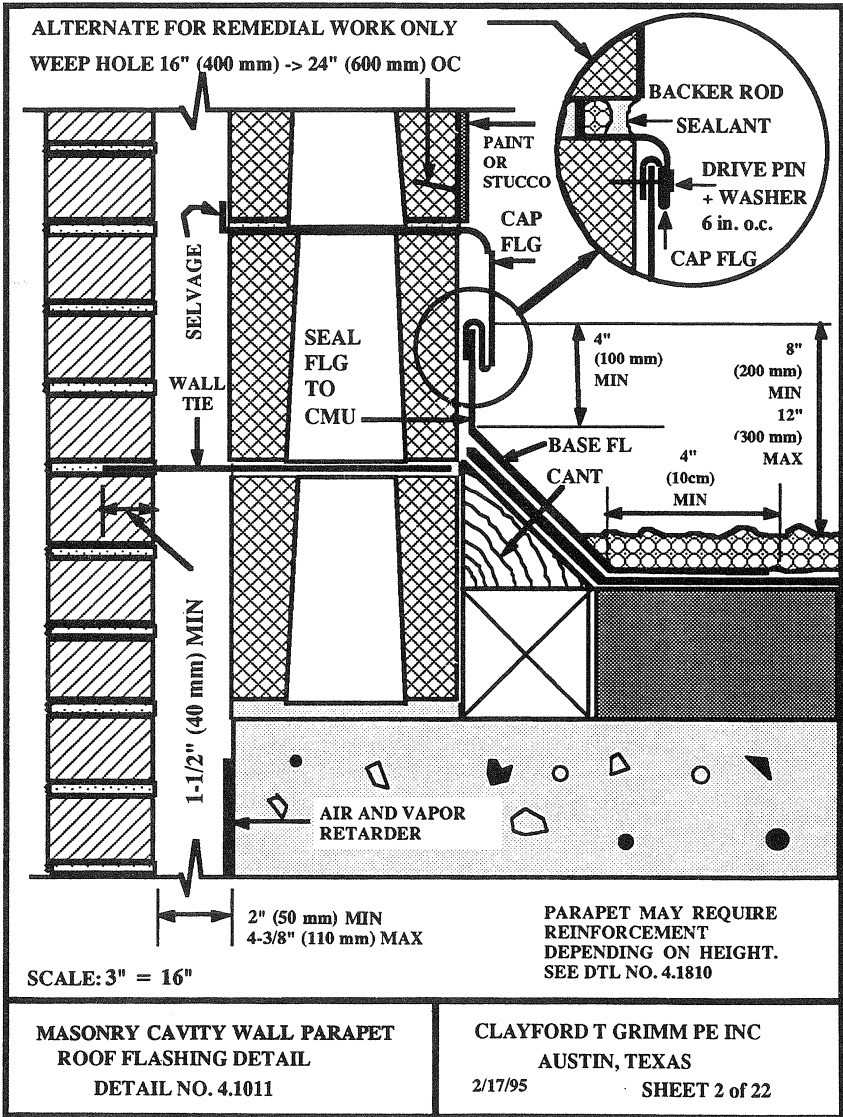 ALTERNATE FOR REMEDIAL WORK ONLY
WEEP HOLE 16" (400 mm) -> 24" (600 mm) OC
BACKER ROD
SEALANT
DRIVE PIN
+ WASHER
6 in. o.c.
CAP FLG
PAINT
OR
STUCCO
CAP
FLG
SELVAGE
WALL
TIE
SEAL
FLG
TO
CMU
4"
(100 mm)
MIN
8"
(200 mm)
MIN
12"
(300 mm)
MAX
BASE FL
CANT
4"
(10cm)
MIN
1-1/2" (40 mm) MIN
AIR AND VAPOR
RETARDER
2" (50 mm) MIN
4-3/8" (110 mm) MAX
PARAPET MAY REQUIRE
REINFORCEMENT
DEPENDING ON HEIGHT.
SEE DTL NO. 4.1810
SCALE: 3" = 16"
MASONRY CAVITY WALL PARAPET
ROOF FLASHING DETAIL
DETAIL NO. 4.1011
CLAYFORD T GRIMM PE INC
AUSTIN, TEXAS
2/17/95 SHEET 2 of 22